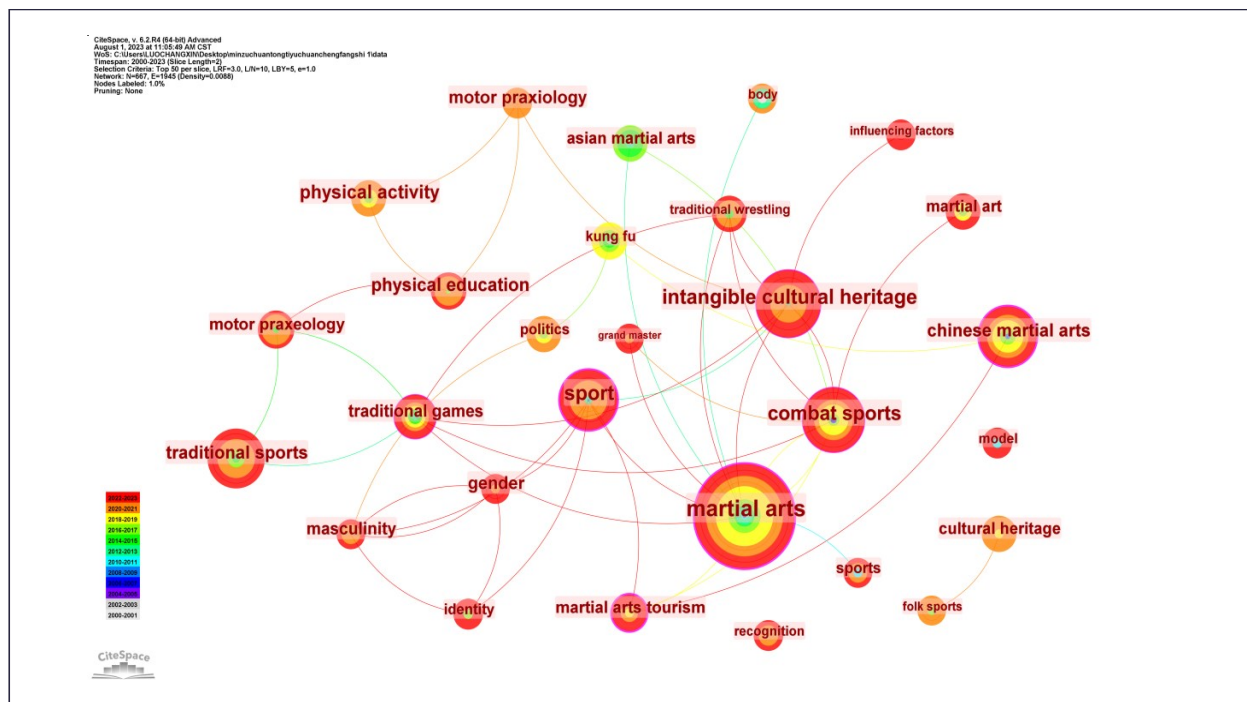 CiteSpace, v. 6.2.R4 (64-bit) Advanced
August 1, 2023 at 11:05:49 AM CST
WoS: C:\Users\LUOCHANGXIN\Desktop\minzuchuantongtiyuchuanchengfangshi 1\data
Timespan: 2000-2023 (Slice Length=2)
Selection Criteria: Top 50 per slice, LRF=3.0, L/N=10, LBY=5, e=1.0
Network: N=667, E=1945 (Density=0.0088)
Nodes Labeled: 1.0%
Pruning: None
motor praxiology
body
asian martial arts
influencing factors
physical activity
traditional wrestling
martial art
kung fu
physical education
intangible cultural heritage
motor praxeology
politics
grand master
chinese martial arts
sport
traditional games
combat sports
traditional sports
model
gender
martial arts
masculinity
cultural heritage
sports
identity
martial arts tourism
folk sports
recognition
2022-2023
2020-2021
2018-2019
2016-2017
2014-2015
2012-2013
2010-2011
2008-2009
2004-2005
2002-2003
2000-2001
CiteSpace